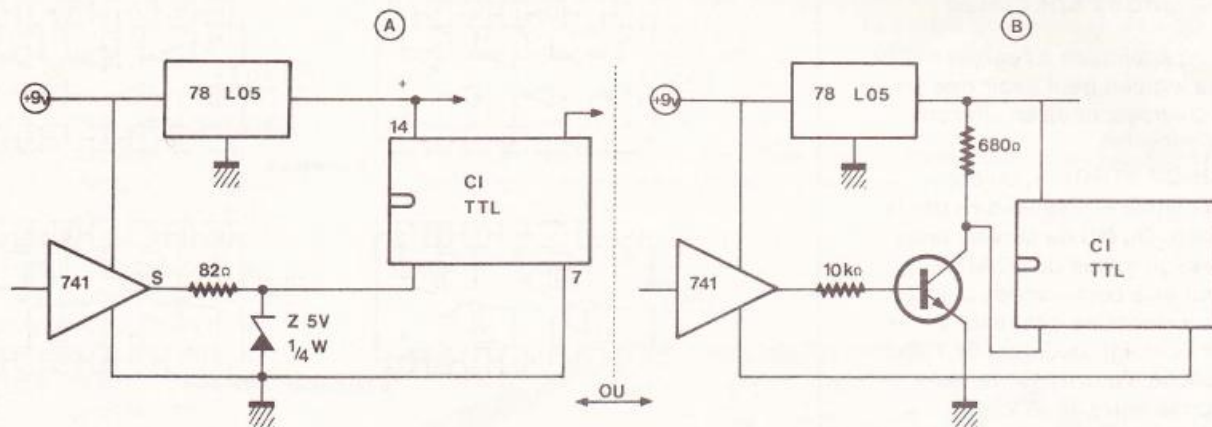 A
+9v
78 L05
+
14
CI
TTL
741
S
82Ω
Z 5V
1/4 W
7
OU
B
+9v
78 L05
680Ω
CI
TTL
741
10kΩ